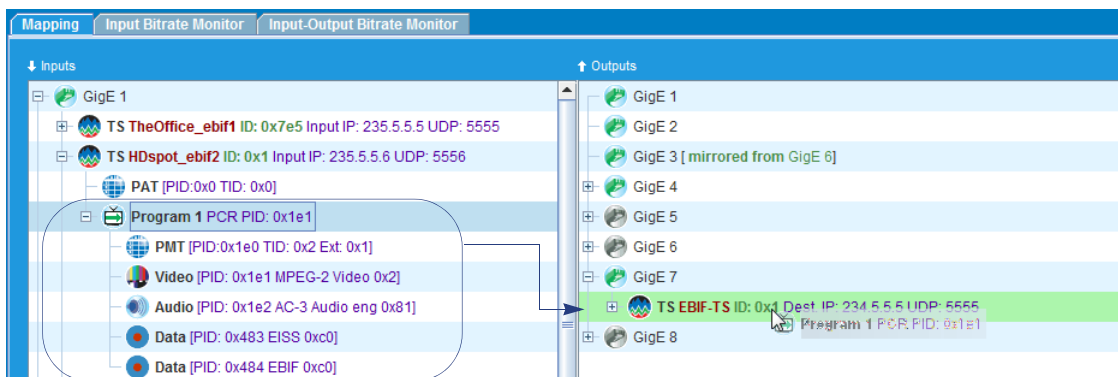 Mapping
Input Bitrate Monitor
Input-Output Bitrate Monitor
Inputs
GigE 1
TS TheOffice_ebif1 ID: 0x7e5 Input IP: 235.5.5.5 UDP: 5555
TS HDspot_ebif2 ID: 0x1 Input IP: 235.5.5.6 UDP: 5556
PAT [PID:0x0 TID: 0x0]
Program 1 PCR PID: 0x1e1
PMT [PID:0x1e0 TID: 0x2 Ext: 0x1]
Video [PID: 0x1e1 MPEG-2 Video 0x2]
Audio [PID: 0x1e2 AC-3 Audio eng 0x81]
Data [PID: 0x483 EISS 0xc0]
Data [PID: 0x484 EBIF 0xc0]
Outputs
GigE 1
GigE 2
GigE 3 [ mirrored from GigE 6]
GigE 4
GigE 5
GigE 6
GigE 7
TS EBIF-TS ID: 0x1 Dest. IP: 234.5.5.5 UDP: 5555
Program 1 PCR PID: 0x1e1
GigE 8